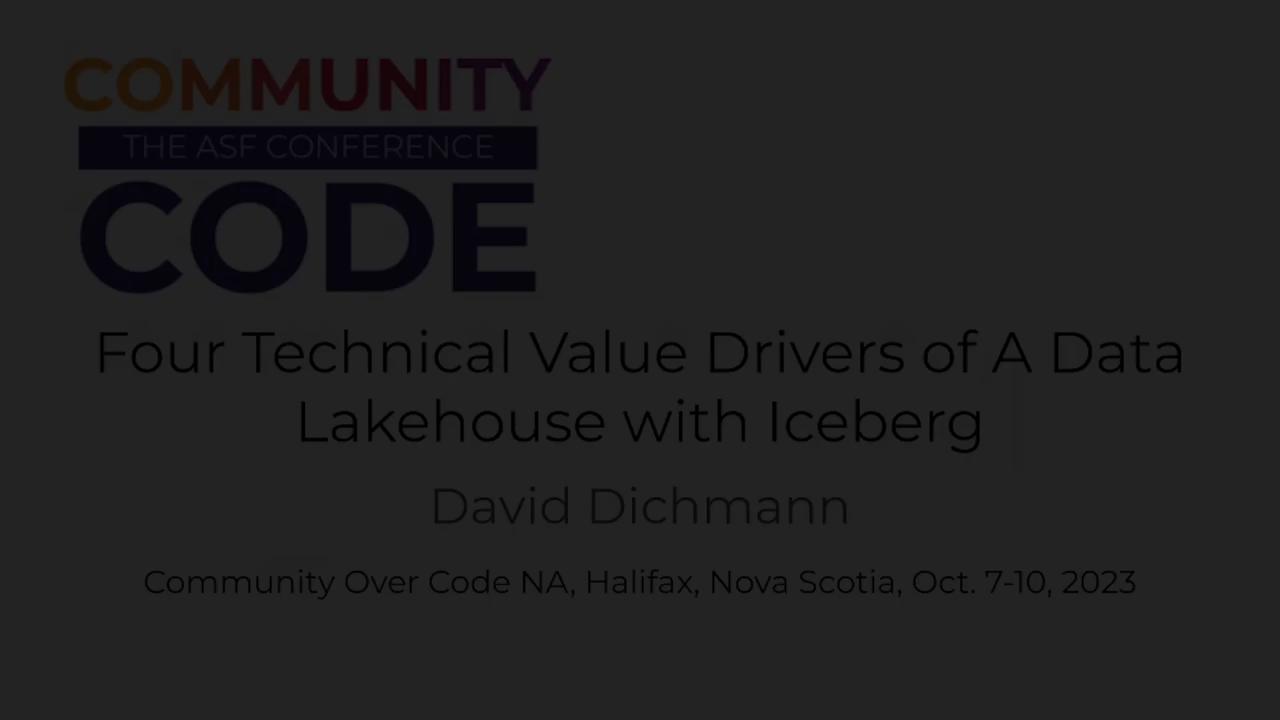 COMMUNITY
THE ASF CONFERENCE
CODE
Four Technical Value Drivers of A Data
Lakehouse with Iceberg
David Dichmann
Community Over Code NA, Halifax, Nova Scotia, Oct. 7-10, 2023